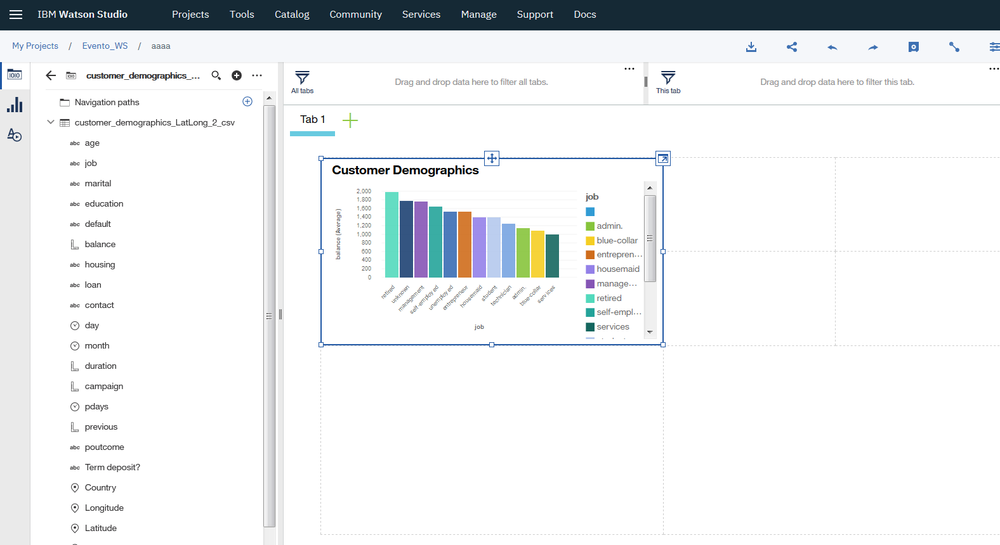 IBM Watson Studio
Projects
Tools
Catalog
Community
Services
Manage
Support
Docs
My Projects / Evento_WS / aaaa
customer_demographics_...
Navigation paths
customer_demographics_LatLong_2_csv
abc age
abc job
abc marital
abc education
abc default
balance
abc housing
abc loan
abc contact
day
month
duration
campaign
pdays
previous
abc poutcome
abc Term deposit?
Country
Longitude
Latitude
All tabs
Drag and drop data here to filter all tabs.
This tab
Drag and drop data here to filter this tab.
Tab 1
Customer Demographics
balance (Average)
2,000
1,800
1,600
1,400
1,200
1,000
800
600
400
200
0
retired
unknown
management
self-employed
unemployed
entrepreneur
housemaid
student
technician
admin.
blue-collar
services
job
job
admin.
blue-collar
entrepren...
housemaid
manage...
retired
self-empl...
services